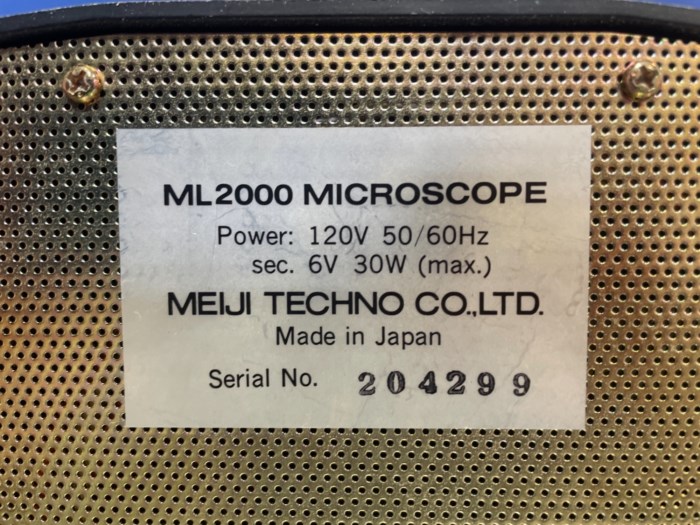 ML2000 MICROSCOPE
Power: 120V 50/60Hz
sec. 6V 30W (max.)
MEIJI TECHNO CO.,LTD.
Made in Japan
Serial No. 204299